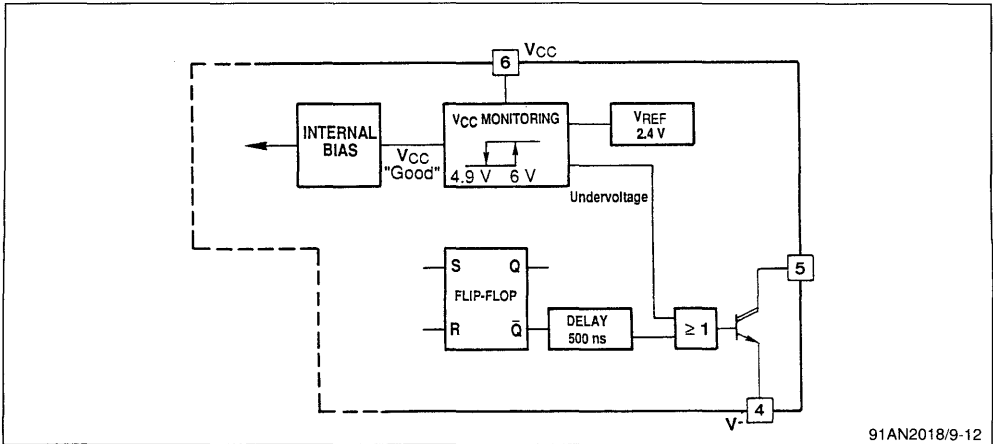 6 VCC
INTERNAL
BIAS
VCC
"Good"
VCC MONITORING
4.9 V 6 V
VREF
2.4 V
Undervoltage
S Q
FLIP-FLOP
R Q̅
DELAY
500 ns
≥ 1
5
V- 4
91AN2018/9-12